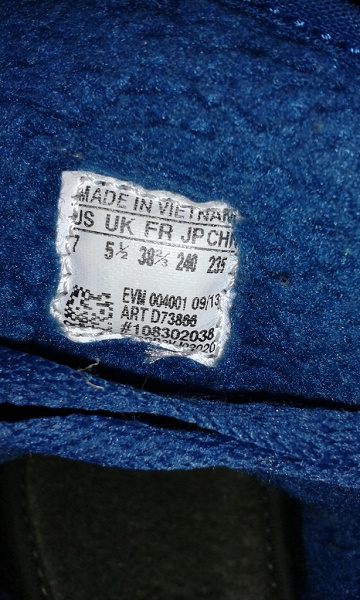 MADE IN VIETNAM
US UK FR JP CHN
7 5½ 38⅔ 240 235
EVM 004001 09/13
ART D73866
#108302038